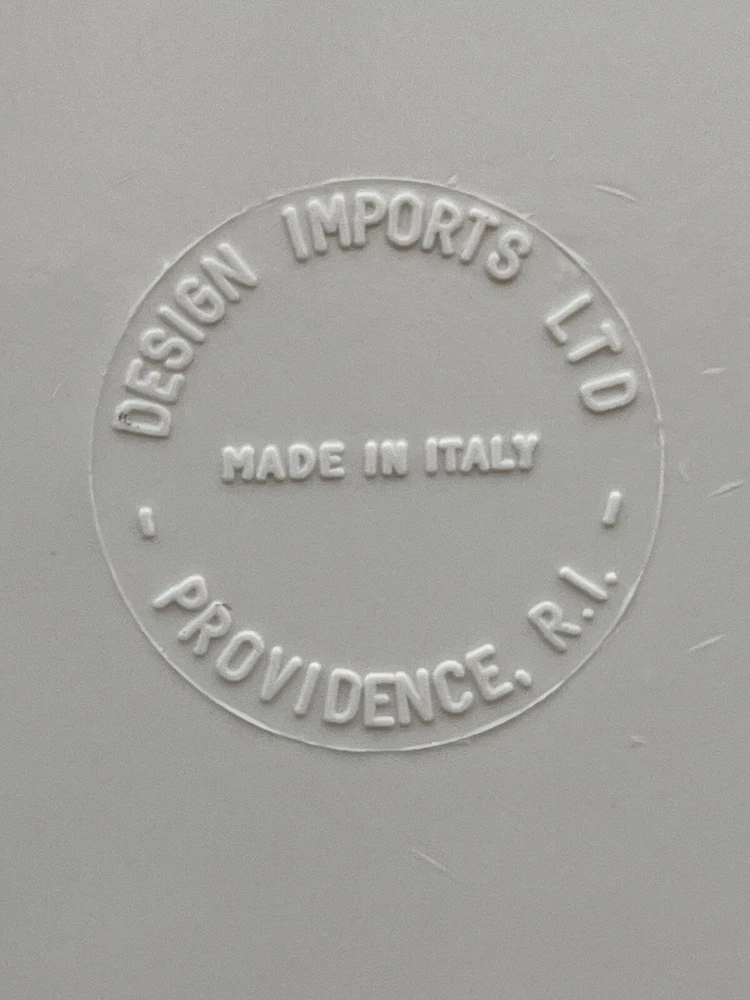 DESIGN IMPORTS LTD
MADE IN ITALY
- PROVIDENCE, R.I. -